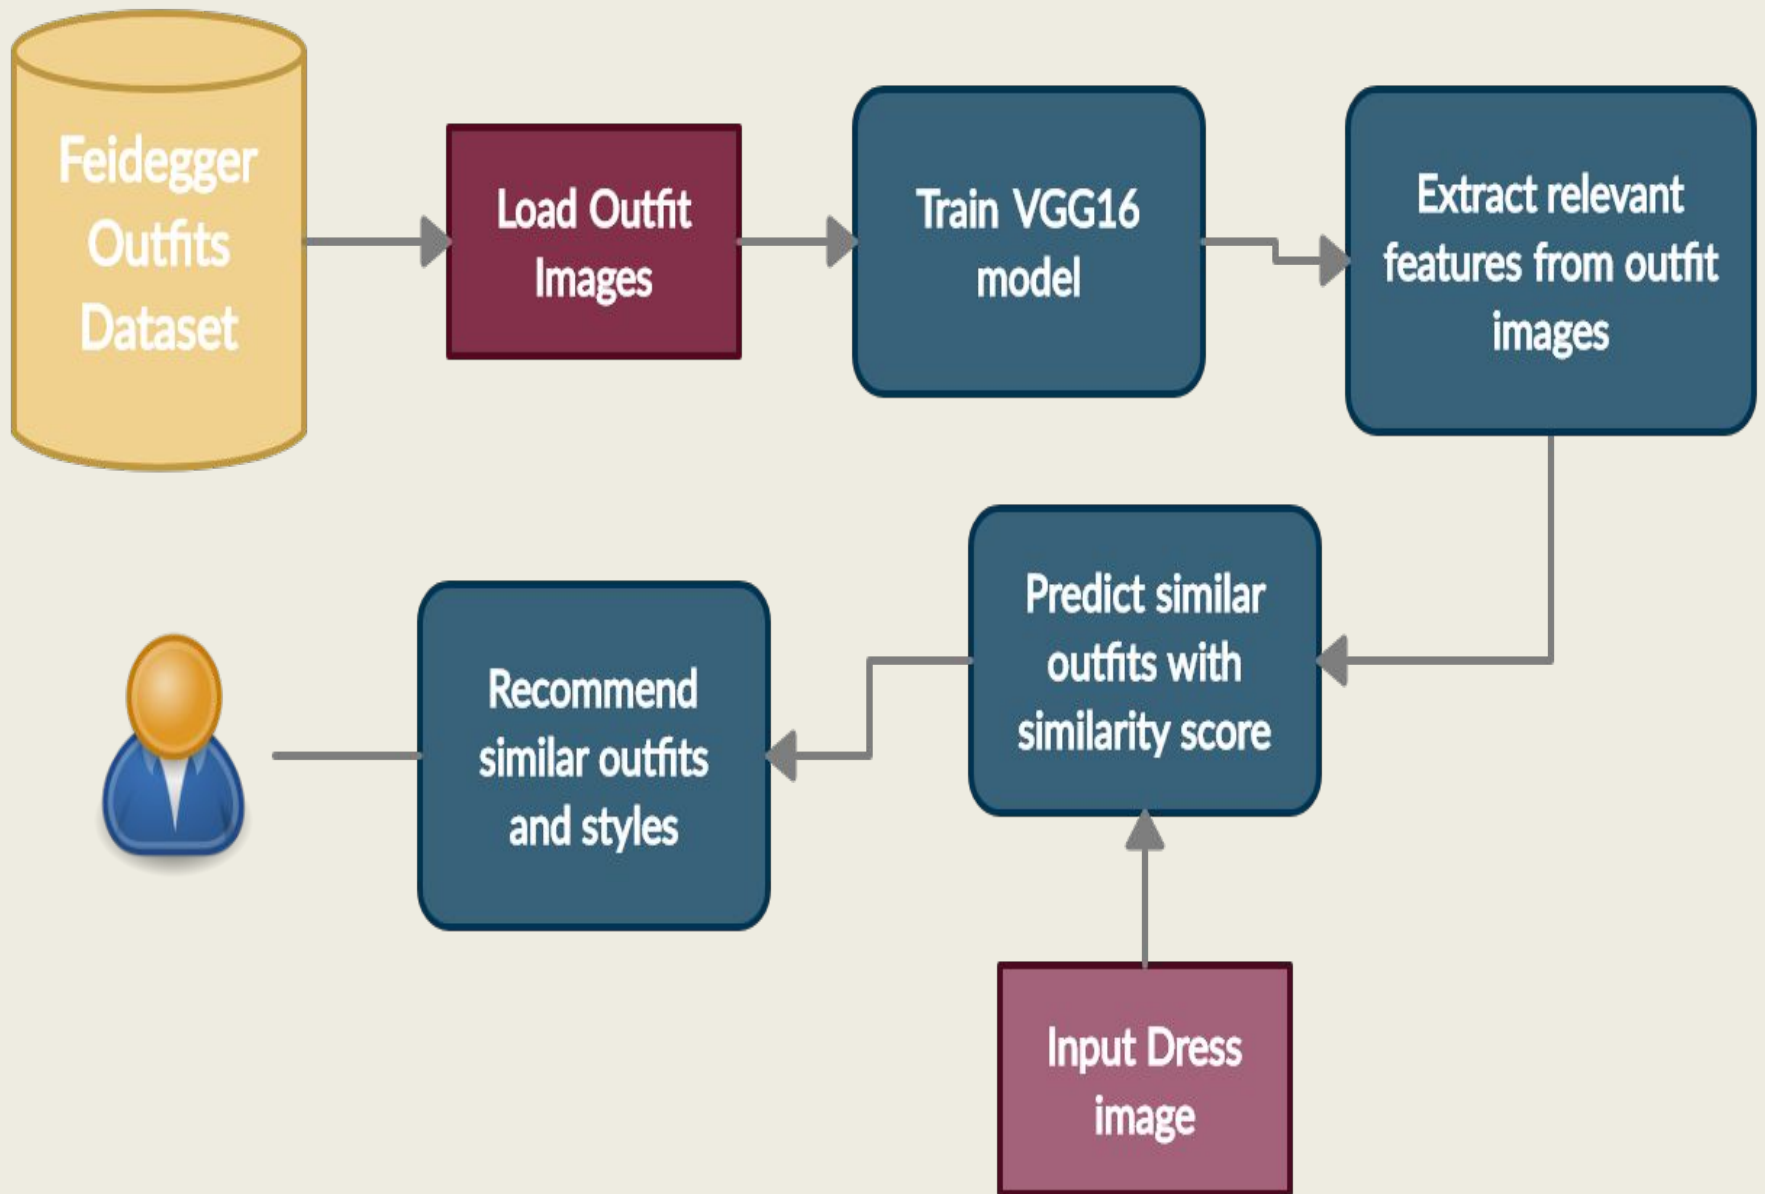 Feidegger
Outfits
Dataset
Load Outfit
Images
Train VGG16
model
Extract relevant
features from outfit
images
Predict similar
outfits with
similarity score
Recommend
similar outfits
and styles
Input Dress
image